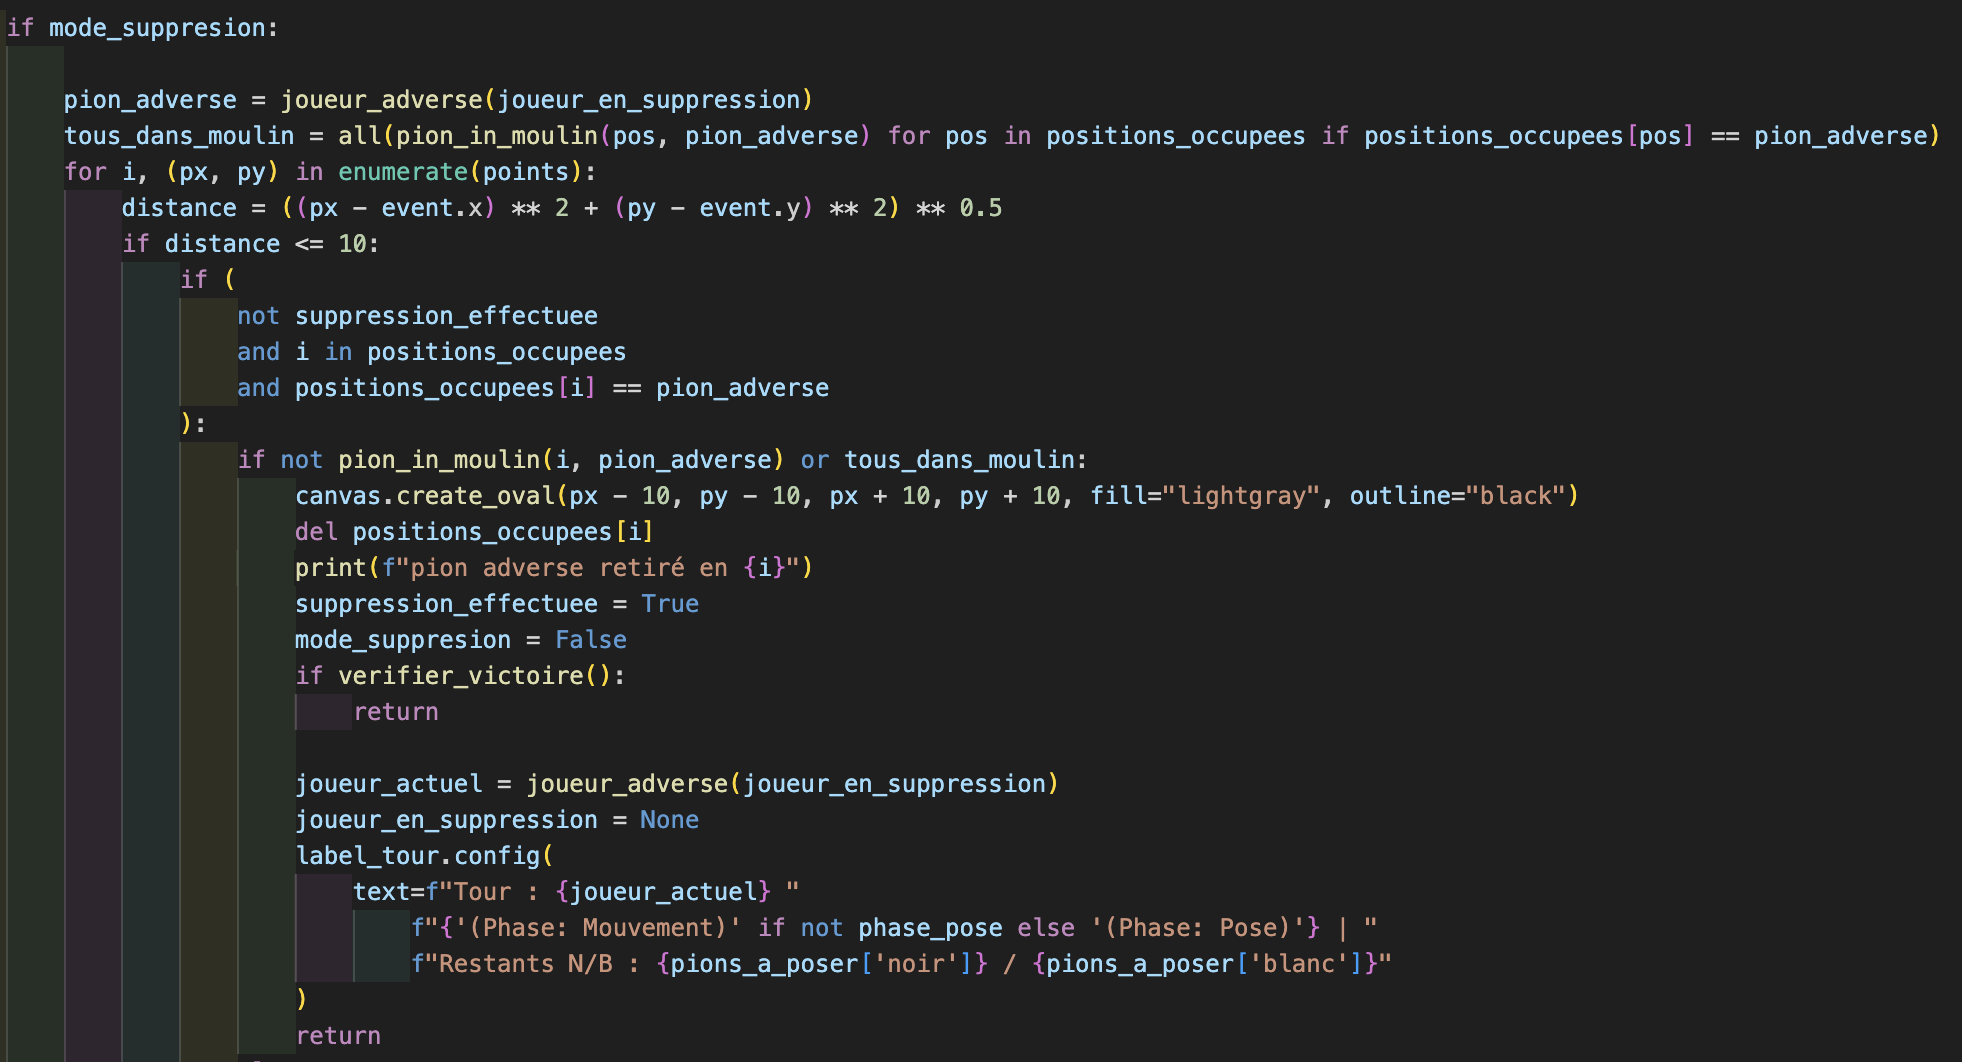 if mode_suppresion:
pion_adverse = joueur_adverse(joueur_en_suppression)
tous_dans_moulin = all(pion_in_moulin(pos, pion_adverse) for pos in positions_occupees if positions_occupees[pos] == pion_adverse)
for i, (px, py) in enumerate(points):
distance = ((px - event.x) ** 2 + (py - event.y) ** 2) ** 0.5
if distance <= 10:
if (
not suppression_effectuee
and i in positions_occupees
and positions_occupees[i] == pion_adverse
):
if not pion_in_moulin(i, pion_adverse) or tous_dans_moulin:
canvas.create_oval(px - 10, py - 10, px + 10, py + 10, fill="lightgray", outline="black")
del positions_occupees[i]
print(f"pion adverse retiré en {i}")
suppression_effectuee = True
mode_suppresion = False
if verifier_victoire():
return
joueur_actuel = joueur_adverse(joueur_en_suppression)
joueur_en_suppression = None
label_tour.config(
text=f"Tour : {joueur_actuel} "
f"{'(Phase: Mouvement)' if not phase_pose else '(Phase: Pose)'} | "
f"Restants N/B : {pions_a_poser['noir']} / {pions_a_poser['blanc']}"
)
return